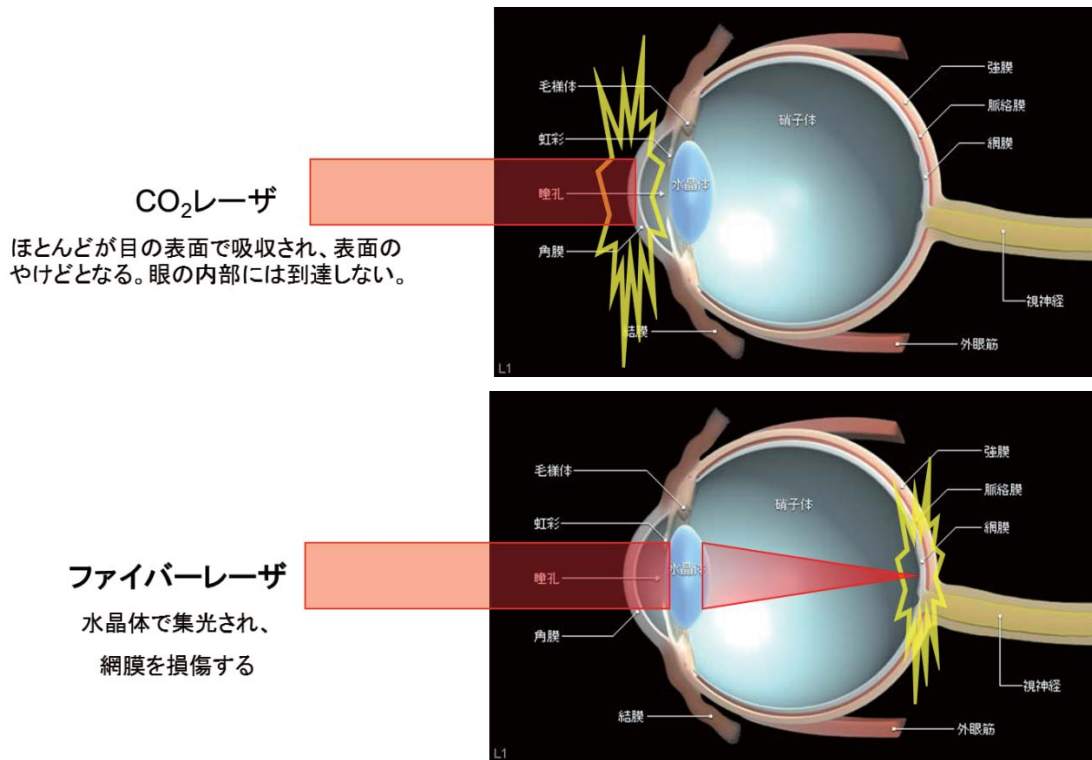 CO₂レーザ
ほとんどが目の表面で吸収され、表面の
やけどとなる。眼の内部には到達しない。
毛様体
虹彩
瞳孔
角膜
結膜
水晶体
硝子体
強膜
脈絡膜
網膜
視神経
外眼筋
L1
ファイバーレーザ
水晶体で集光され、
網膜を損傷する
毛様体
虹彩
瞳孔
角膜
結膜
水晶体
硝子体
強膜
脈絡膜
網膜
視神経
外眼筋
L1